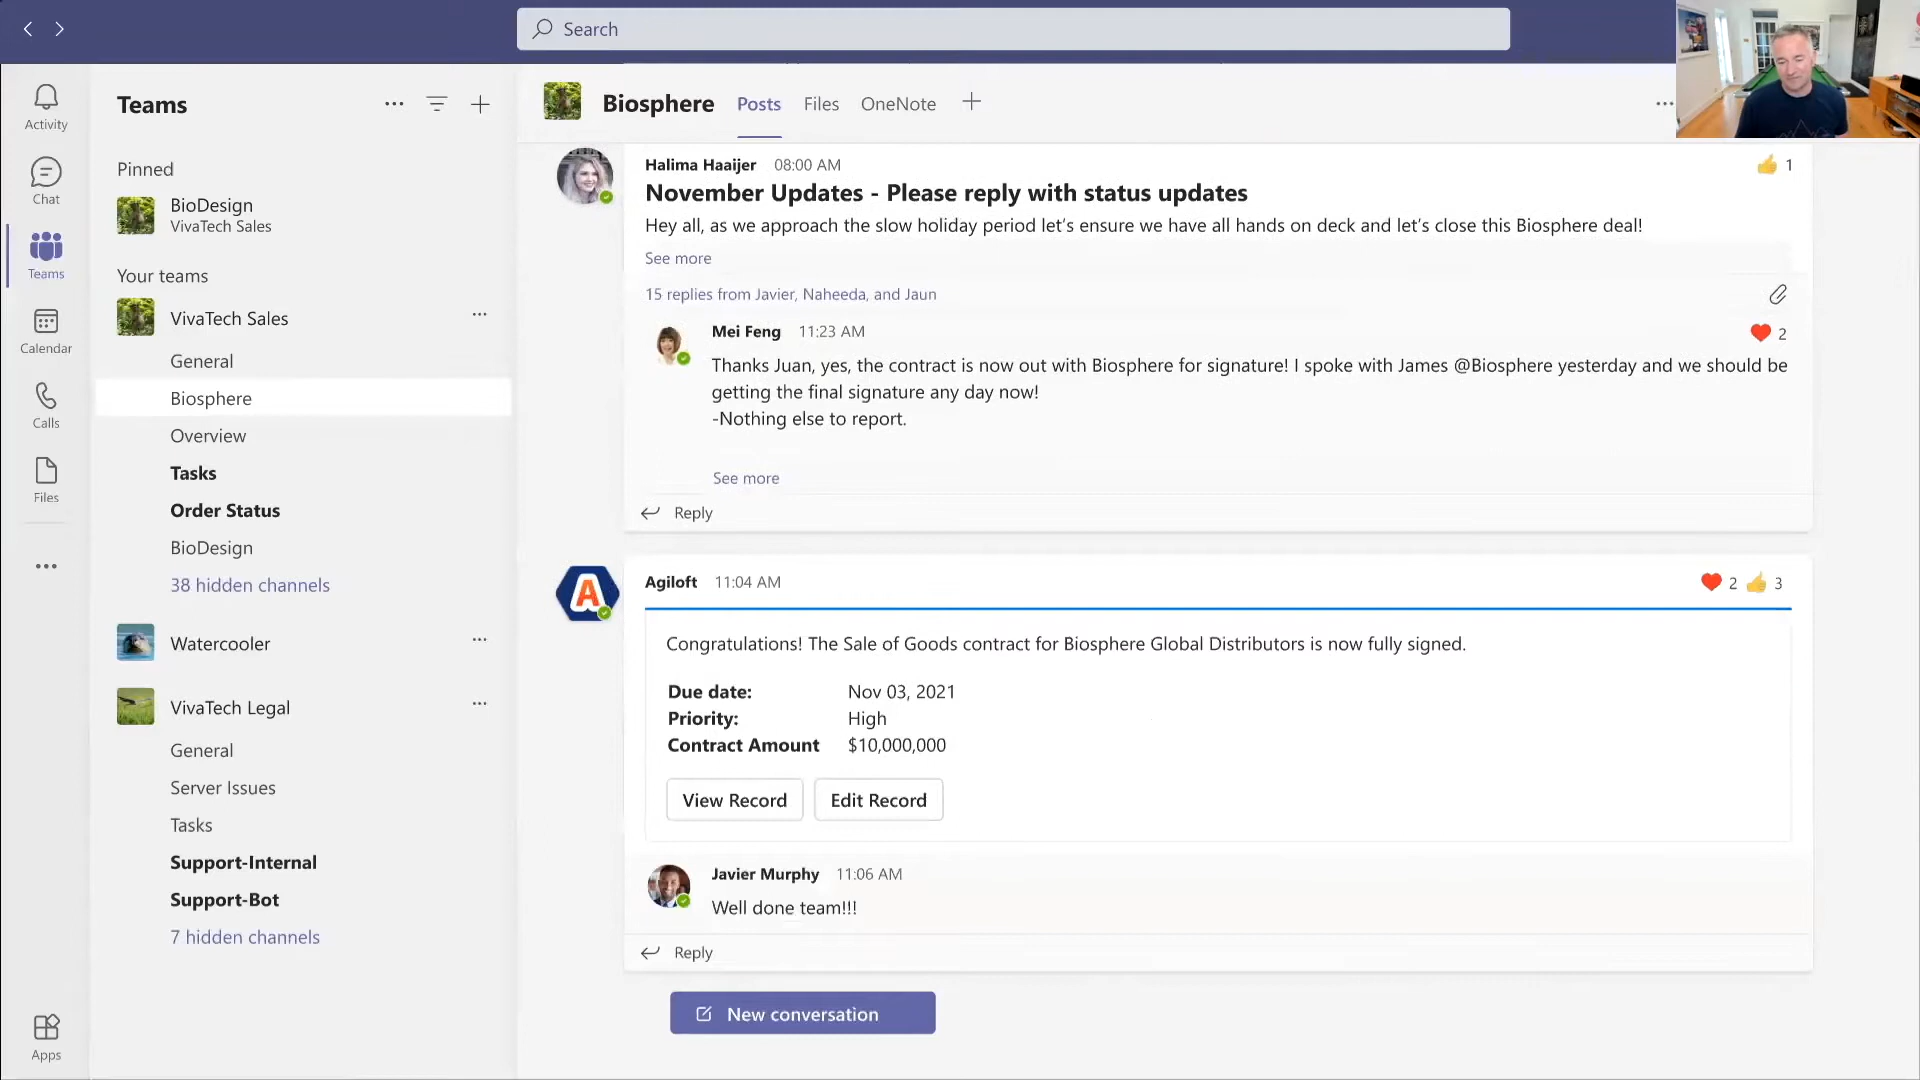 Search
Activity
Chat
Teams
Calendar
Calls
Files
Apps
Teams
Pinned
BioDesign
VivaTech Sales
Your teams
VivaTech Sales
General
Biosphere
Overview
Tasks
Order Status
BioDesign
38 hidden channels
Watercooler
VivaTech Legal
General
Server Issues
Tasks
Support-Internal
Support-Bot
7 hidden channels
Biosphere Posts Files OneNote
Halima Haaijer 08:00 AM 1
November Updates - Please reply with status updates
Hey all, as we approach the slow holiday period let's ensure we have all hands on deck and let's close this Biosphere deal!
See more
15 replies from Javier, Naheeda, and Jaun
Mei Feng 11:23 AM 2
Thanks Juan, yes, the contract is now out with Biosphere for signature! I spoke with James @Biosphere yesterday and we should be
getting the final signature any day now!
-Nothing else to report.
See more
Reply
A
Agiloft 11:04 AM 2 3
Congratulations! The Sale of Goods contract for Biosphere Global Distributors is now fully signed.
Due date: Nov 03, 2021
Priority: High
Contract Amount $10,000,000
View Record Edit Record
Javier Murphy 11:06 AM
Well done team!!!
Reply
New conversation